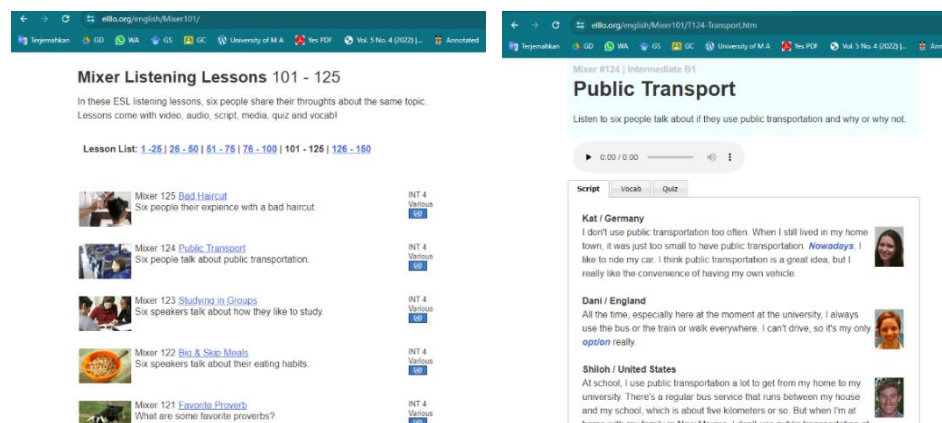 elllo.org/english/Mixer101/
Terjemahkan GD WA GS GC University of M A Yes PDF Vol. 5 No. 4 (2022) |... Annotated
Mixer Listening Lessons 101 - 125
In these ESL listening lessons, six people share their throughts about the same topic.
Lessons come with video, audio, script, media, quiz and vocab!
Lesson List: 1 -25 | 26 - 50 | 51 - 75 | 76 - 100 | 101 - 125 | 126 - 150
Mixer 125 Bad Haircut
Six people their expience with a bad haircut.
INT 4
Various
Mixer 124 Public Transport
Six people talk about public transportation.
INT 4
Various
Mixer 123 Studying in Groups
Six speakers talk about how they like to study.
INT 4
Various
Mixer 122 Big & Skip Meals
Six speakers talk about their eating habits.
INT 4
Various
Mixer 121 Favorite Proverb
What are some favorite proverbs?
INT 4
Various
elllo.org/english/Mixer101/T124-Transport.htm
Terjemahkan GD WA GS GC University of M A Yes PDF Vol. 5 No. 4 (2022) |...
Mixer #124 | Intermediate B1
Public Transport
Listen to six people talk about if they use public transportation and why or why not.
0:00 / 0:00
Script Vocab Quiz
Kat / Germany
I don't use public transportation too often. When I still lived in my home
town, it was just too small to have public transportation. Nowadays, I
like to ride my car. I think public transportation is a great idea, but I
really like the convenience of having my own vehicle.
Dani / England
All the time, especially here at the moment at the university, I always
use the bus or the train or walk everywhere. I can't drive, so it's my only
option really.
Shiloh / United States
At school, I use public transportation a lot to get from my home to my
university. There's a regular bus service that runs between my house
and my school, which is about five kilometers or so. But when I'm at
home with my family in New Mexico, I don't use public transportation at